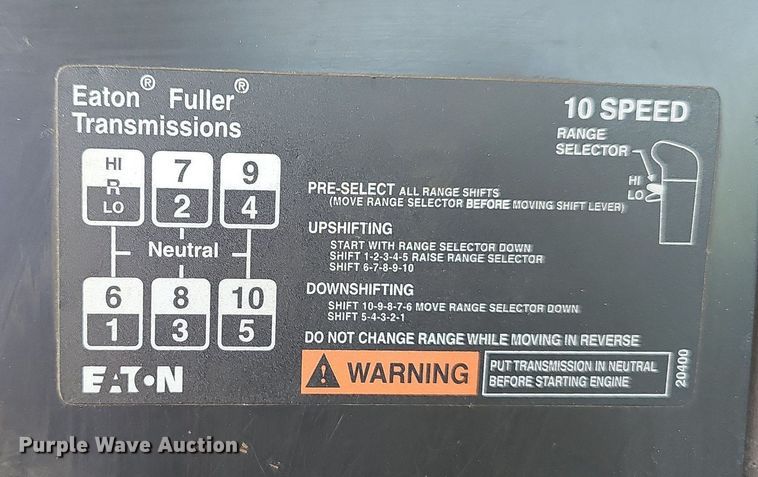 Eaton® Fuller®
Transmissions
10 SPEED
RANGE
SELECTOR
HI
LO
HI 7 9
R
LO 2 4
Neutral
6 8 10
1 3 5
PRE-SELECT ALL RANGE SHIFTS
(MOVE RANGE SELECTOR BEFORE MOVING SHIFT LEVER)
UPSHIFTING
START WITH RANGE SELECTOR DOWN
SHIFT 1-2-3-4-5 RAISE RANGE SELECTOR
SHIFT 6-7-8-9-10
DOWNSHIFTING
SHIFT 10-9-8-7-6 MOVE RANGE SELECTOR DOWN
SHIFT 5-4-3-2-1
DO NOT CHANGE RANGE WHILE MOVING IN REVERSE
WARNING
PUT TRANSMISSION IN NEUTRAL
BEFORE STARTING ENGINE
20400
EATON
Purple Wave Auction